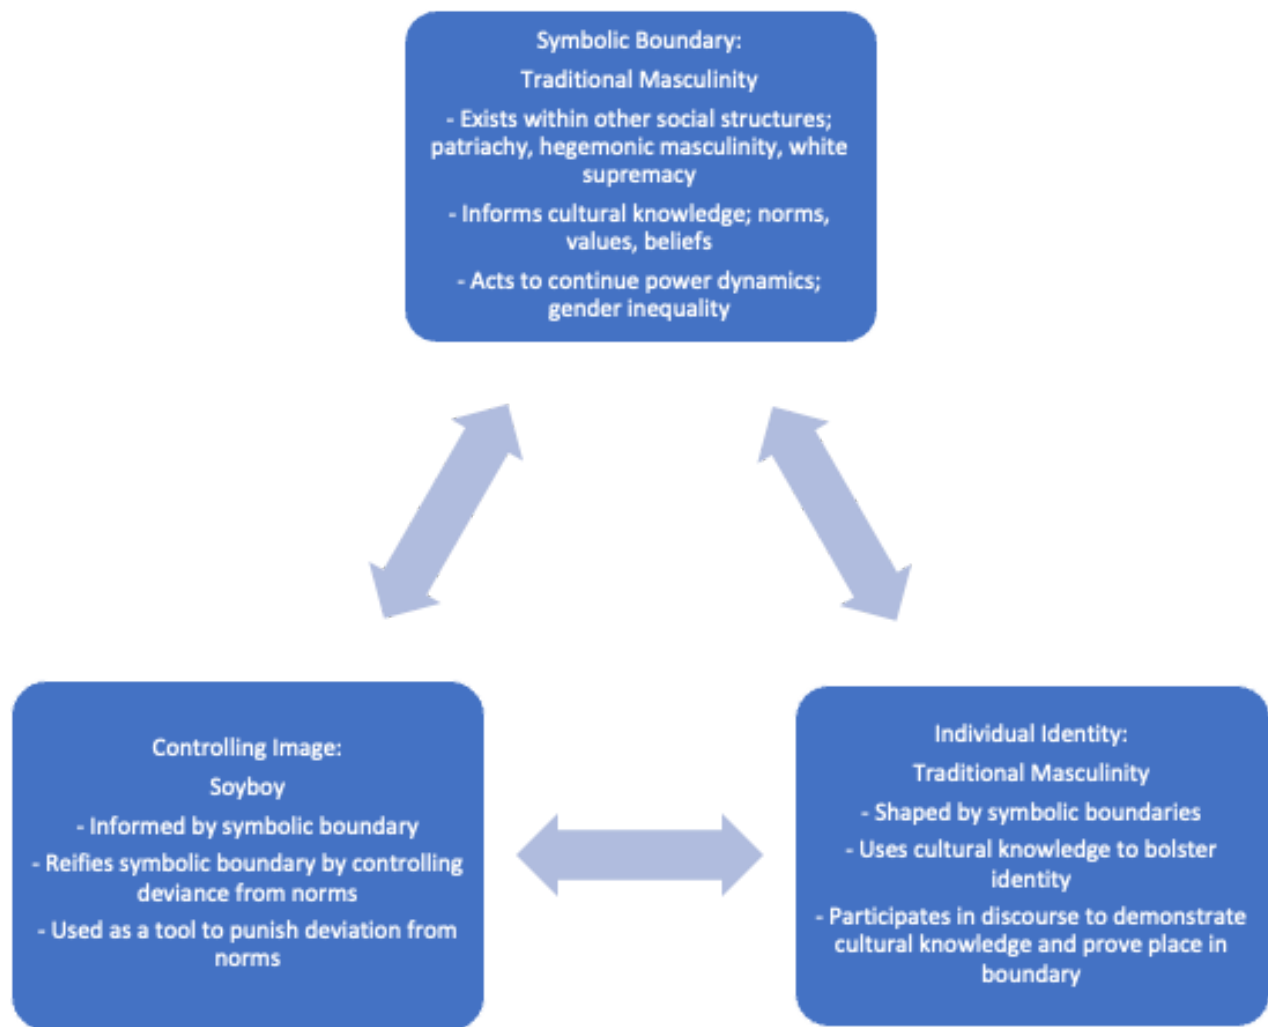 Symbolic Boundary:
Traditional Masculinity
- Exists within other social structures;
patriachy, hegemonic masculinity, white
supremacy
- Informs cultural knowledge; norms,
values, beliefs
- Acts to continue power dynamics;
gender inequality
Controlling Image:
Soyboy
- Informed by symbolic boundary
- Reifies symbolic boundary by controlling
deviance from norms
- Used as a tool to punish deviation from
norms
Individual Identity:
Traditional Masculinity
- Shaped by symbolic boundaries
- Uses cultural knowledge to bolster
identity
- Participates in discourse to demonstrate
cultural knowledge and prove place in
boundary